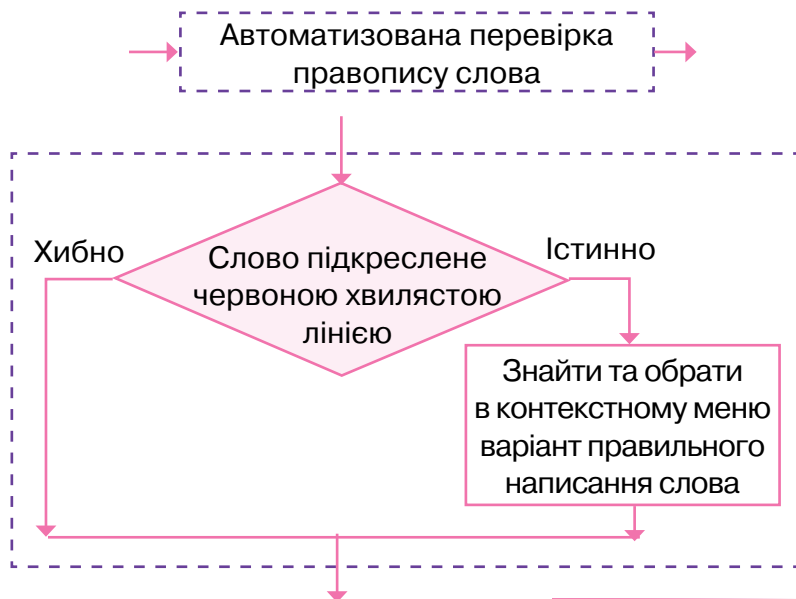 Автоматизована перевірка
правопису слова
Хибно
Істинно
Слово підкреслене
червоною хвилястою
лінією
Знайти та обрати
в контекстному меню
варіант правильного
написання слова